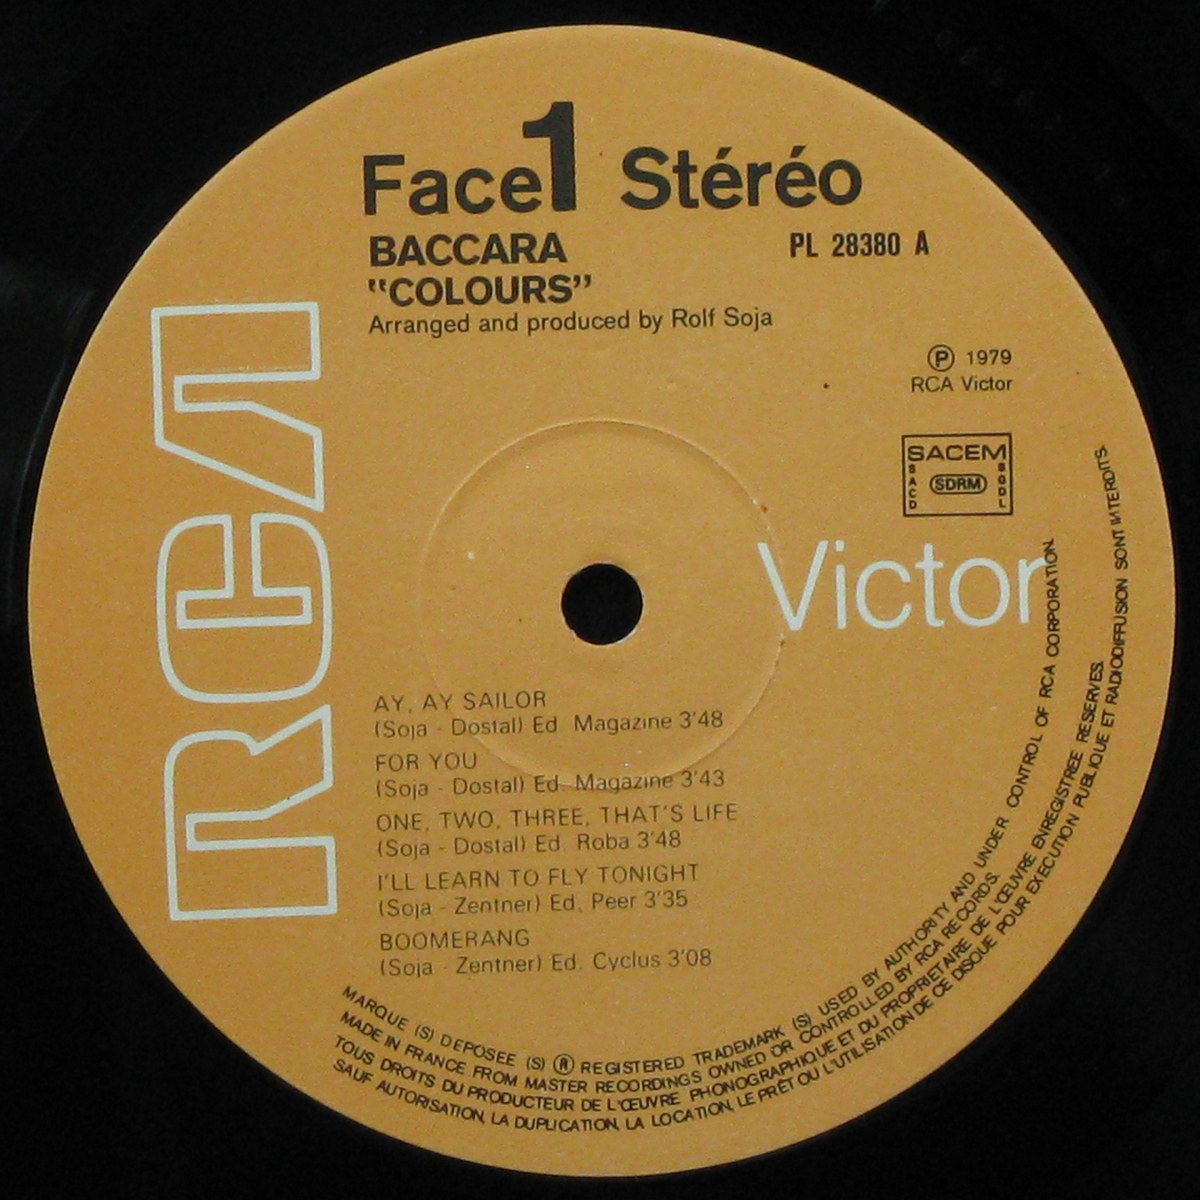 Face 1 Stéréo
BACCARA
PL 28380 A
"COLOURS"
Arranged and produced by Rolf Soja
℗ 1979
RCA Victor
SACEM
SACD
SDRM
SGDL
RCA
Victor
AY, AY SAILOR
(Soja - Dostal) Ed. Magazine 3'48
FOR YOU
(Soja - Dostal) Ed. Magazine 3'43
ONE, TWO, THREE, THAT'S LIFE
(Soja - Dostal) Ed. Roba 3'48
I'LL LEARN TO FLY TONIGHT
(Soja - Zentner) Ed. Peer 3'35
BOOMERANG
(Soja - Zentner) Ed. Cyclus 3'08
MARQUE (S) DEPOSEE (S) ® REGISTERED TRADEMARK (S) USED BY AUTHORITY AND UNDER CONTROL OF RCA CORPORATION.
MADE IN FRANCE FROM MASTER RECORDINGS OWNED OR CONTROLLED BY RCA RECORDS.
TOUS DROITS DU PRODUCTEUR DE L'ŒUVRE PHONOGRAPHIQUE ET DU PROPRIETAIRE DE L'ŒUVRE ENREGISTREE RESERVES.
SAUF AUTORISATION, LA DUPLICATION, LA LOCATION, LE PRÊT OU L'UTILISATION DE CE DISQUE POUR EXECUTION PUBLIQUE ET RADIODIFFUSION SONT INTERDITS.